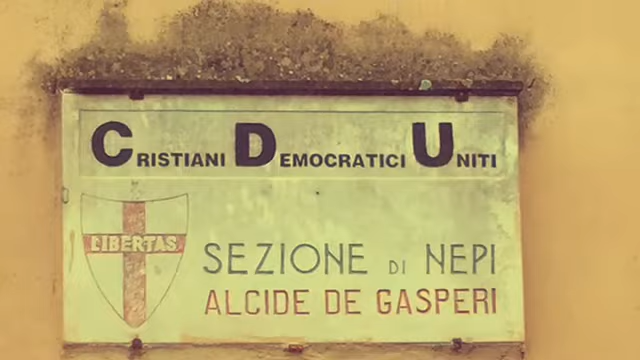 CRISTIANI DEMOCRATICI UNITI
LIBERTAS
SEZIONE DI NEPI
ALCIDE DE GASPERI